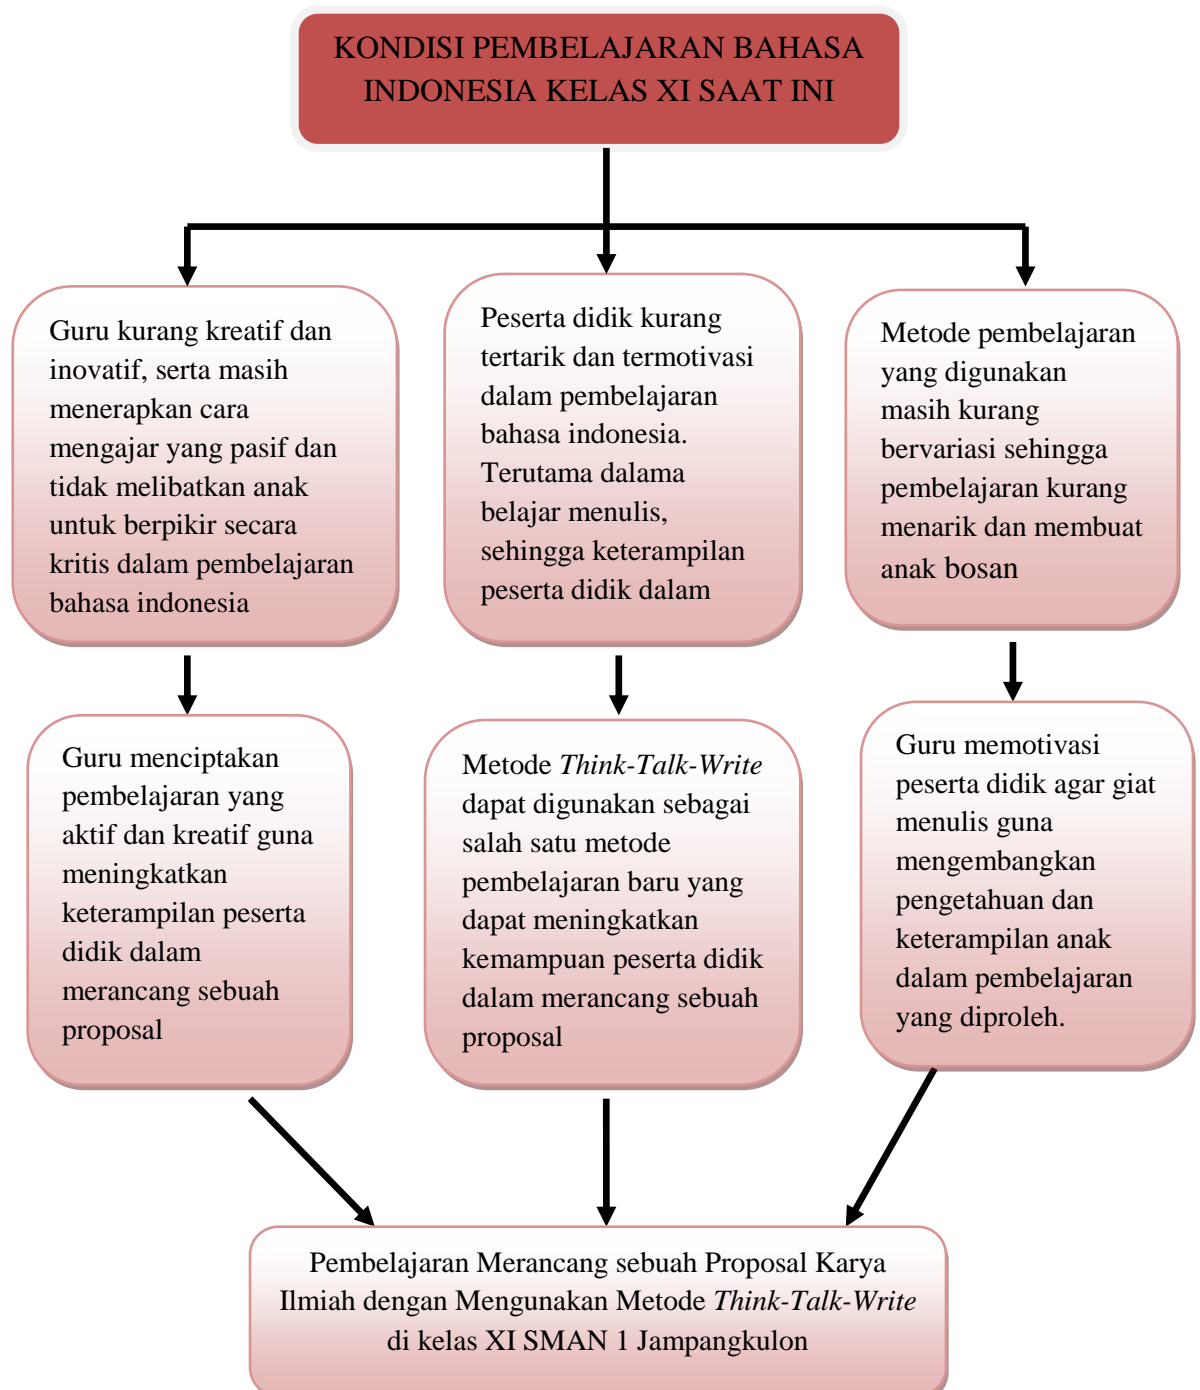 KONDISI PEMBELAJARAN BAHASA
INDONESIA KELAS XI SAAT INI
Guru kurang kreatif dan
inovatif, serta masih
menerapkan cara
mengajar yang pasif dan
tidak melibatkan anak
untuk berpikir secara
kritis dalam pembelajaran
bahasa indonesia
Peserta didik kurang
tertarik dan termotivasi
dalam pembelajaran
bahasa indonesia.
Terutama dalama
belajar menulis,
sehingga keterampilan
peserta didik dalam
Metode pembelajaran
yang digunakan
masih kurang
bervariasi sehingga
pembelajaran kurang
menarik dan membuat
anak bosan
Guru menciptakan
pembelajaran yang
aktif dan kreatif guna
meningkatkan
keterampilan peserta
didik dalam
merancang sebuah
proposal
Metode Think-Talk-Write
dapat digunakan sebagai
salah satu metode
pembelajaran baru yang
dapat meningkatkan
kemampuan peserta didik
dalam merancang sebuah
proposal
Guru memotivasi
peserta didik agar giat
menulis guna
mengembangkan
pengetahuan dan
keterampilan anak
dalam pembelajaran
yang diproleh.
Pembelajaran Merancang sebuah Proposal Karya
Ilmiah dengan Mengunakan Metode Think-Talk-Write
di kelas XI SMAN 1 Jampangkulon